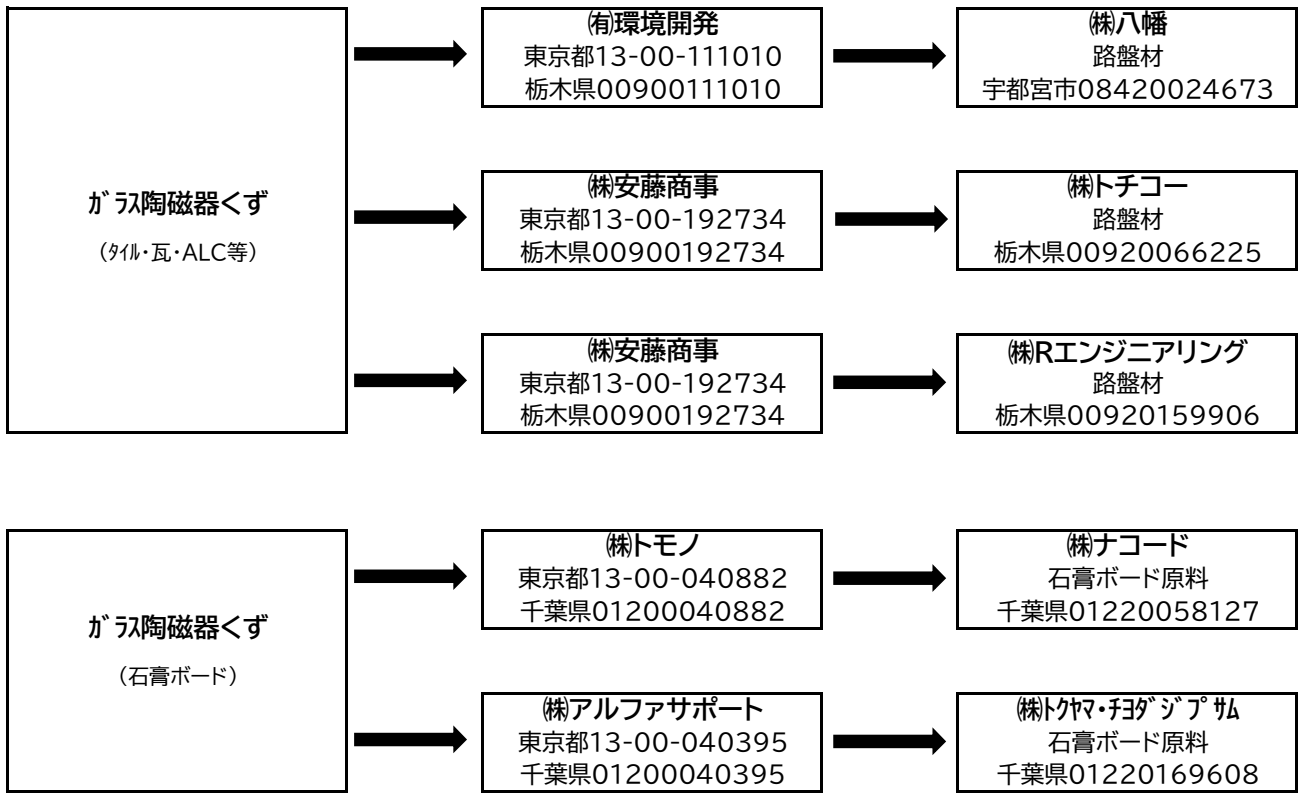 ｶﾞﾗｽ陶磁器くず
（ﾀｲﾙ・瓦・ALC等）
㈲環境開発
東京都13-00-111010
栃木県00900111010
㈱八幡
路盤材
宇都宮市08420024673
㈱安藤商事
東京都13-00-192734
栃木県00900192734
㈱トチコー
路盤材
栃木県00920066225
㈱安藤商事
東京都13-00-192734
栃木県00900192734
㈱Rエンジニアリング
路盤材
栃木県00920159906
ｶﾞﾗｽ陶磁器くず
（石膏ボード）
㈱トモノ
東京都13-00-040882
千葉県01200040882
㈱ナコード
石膏ボード原料
千葉県01220058127
㈱アルファサポート
東京都13-00-040395
千葉県01200040395
㈱ﾄｸﾔﾏ・ﾁﾖﾀﾞｼﾞﾌﾟｻﾑ
石膏ボード原料
千葉県01220169608